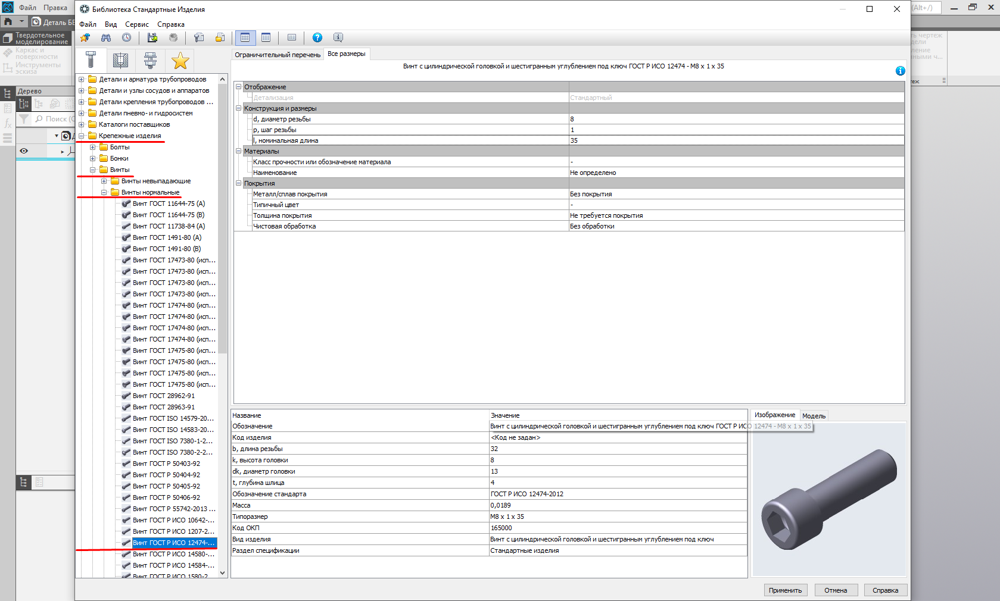 Файл Правка
Библиотека Стандартные Изделия
(Alt+/)
Деталь БЕ
Файл Вид Сервис Справка
Твердотельное
моделирование
Каркас и
поверхности
Инструменты
эскиза
Дерево
Поиск (C
Ограничительный перечень Все размеры
Винт с цилиндрической головкой и шестигранным углублением под ключ ГОСТ Р ИСО 12474 - M8 x 1 x 35
ть чертеж
дели
ление
ными ч...
теж
Детали и арматура трубопроводов
Детали и узлы сосудов и аппаратов
Детали крепления трубопроводов ...
Детали пневмо- и гидросистем
Каталоги поставщиков
Крепежные изделия
Болты
Бонки
Винты
Винты невыпадающие
Винты нормальные
Винт ГОСТ 11644-75 (A)
Винт ГОСТ 11644-75 (B)
Винт ГОСТ 11738-84 (A)
Винт ГОСТ 1491-80 (A)
Винт ГОСТ 1491-80 (B)
Винт ГОСТ 17473-80 (исп...
Винт ГОСТ 17473-80 (исп...
Винт ГОСТ 17473-80 (исп...
Винт ГОСТ 17473-80 (исп...
Винт ГОСТ 17474-80 (исп...
Винт ГОСТ 17474-80 (исп...
Винт ГОСТ 17474-80 (исп...
Винт ГОСТ 17474-80 (исп...
Винт ГОСТ 17475-80 (исп...
Винт ГОСТ 17475-80 (исп...
Винт ГОСТ 17475-80 (исп...
Винт ГОСТ 17475-80 (исп...
Винт ГОСТ 28962-91
Винт ГОСТ 28963-91
Винт ГОСТ ISO 14579-20...
Винт ГОСТ ISO 14583-20...
Винт ГОСТ ISO 7380-1-2...
Винт ГОСТ ISO 7380-2-2...
Винт ГОСТ Р 50403-92
Винт ГОСТ Р 50404-92
Винт ГОСТ Р 50405-92
Винт ГОСТ Р 50406-92
Винт ГОСТ Р 55742-2013 ...
Винт ГОСТ Р ИСО 10642-...
Винт ГОСТ Р ИСО 1207-2...
Винт ГОСТ Р ИСО 12474-...
Винт ГОСТ Р ИСО 14580-...
Винт ГОСТ Р ИСО 14584-...
Винт ГОСТ Р ИСО 1580-2
Отображение
Детализация Стандартный
Конструкция и размеры
d, диаметр резьбы 8
p, шаг резьбы 1
l, номинальная длина 35
Материалы
Класс прочности или обозначение материала -
Наименование Не определено
Покрытия
Металл/сплав покрытия Без покрытия
Типичный цвет -
Толщина покрытия Не требуется покрытия
Чистовая обработка Без обработки
Название Значение
Обозначение Винт с цилиндрической головкой и шестигранным углублением под ключ ГОСТ Р ИСО 12474 - M8 x 1 x 35
Код изделия <Код не задан>
b, длина резьбы 32
k, высота головки 8
dk, диаметр головки 13
t, глубина шлица 4
Обозначение стандарта ГОСТ Р ИСО 12474-2012
Масса 0,0189
Типоразмер M8 x 1 x 35
Код ОКП 165000
Вид изделия Винт с цилиндрической головкой и шестигранным углублением под ключ
Раздел спецификации Стандартные изделия
Изображение Модель
Применить Отмена Справка